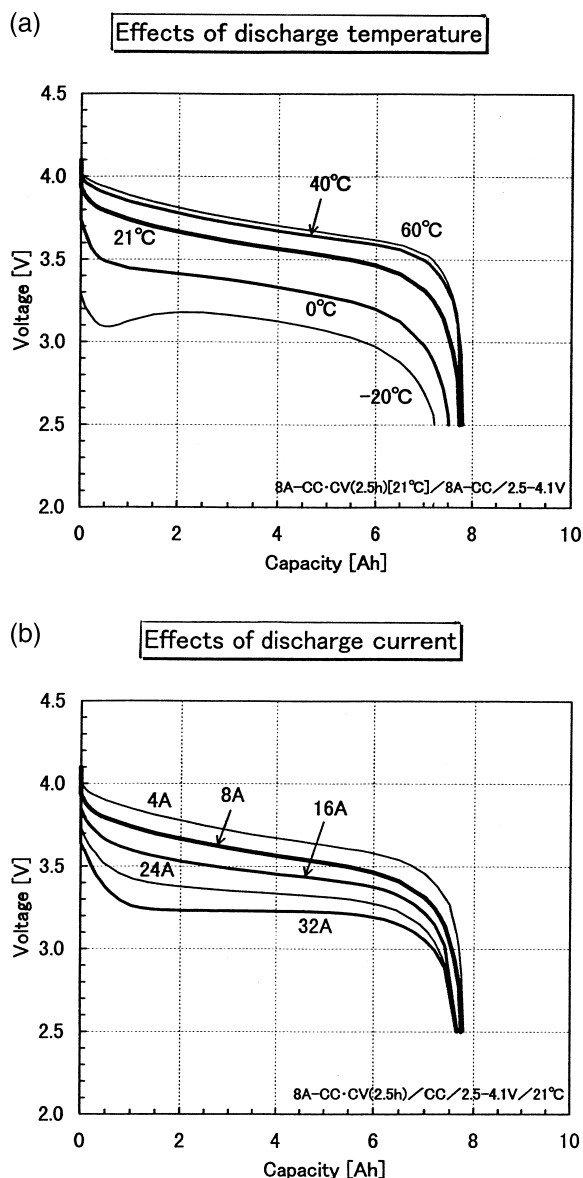 (a)
Effects of discharge temperature
4.5
4.0
3.5
3.0
2.5
2.0
Voltage [V]
40℃
60℃
21℃
0℃
−20℃
8A−CC・CV(2.5h)[21℃]/8A−CC/2.5−4.1V
0 2 4 6 8 10
Capacity [Ah]
(b)
Effects of discharge current
4.5
4.0
3.5
3.0
2.5
2.0
Voltage [V]
4A
8A
16A
24A
32A
8A−CC・CV(2.5h)/CC/2.5−4.1V/21℃
0 2 4 6 8 10
Capacity [Ah]